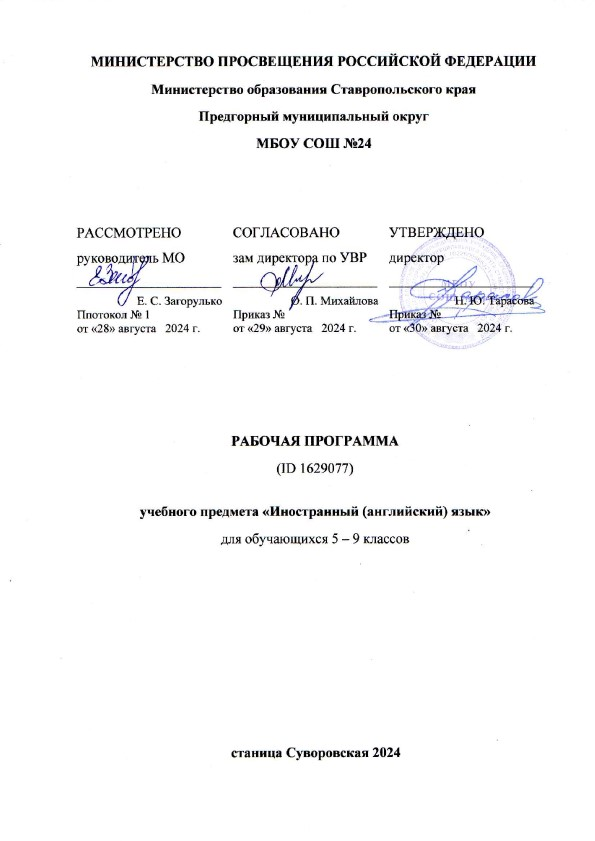 МИНИСТЕРСТВО ПРОСВЕЩЕНИЯ РОССИЙСКОЙ ФЕДЕРАЦИИ
Министерство образования Ставропольского края
Предгорный муниципальный округ
МБОУ СОШ №24
РАССМОТРЕНО
руководитель МО
Е. С. Загорулько
Ппотокол № 1
от «28» августа 2024 г.
СОГЛАСОВАНО
зам директора по УВР
О. П. Михайлова
Приказ №
от «29» августа 2024 г.
УТВЕРЖДЕНО
директор
Н. Ю. Тарасова
Приказ №
от «30» августа 2024 г.
РАБОЧАЯ ПРОГРАММА
(ID 1629077)
учебного предмета «Иностранный (английский) язык»
для обучающихся 5 – 9 классов
станица Суворовская 2024